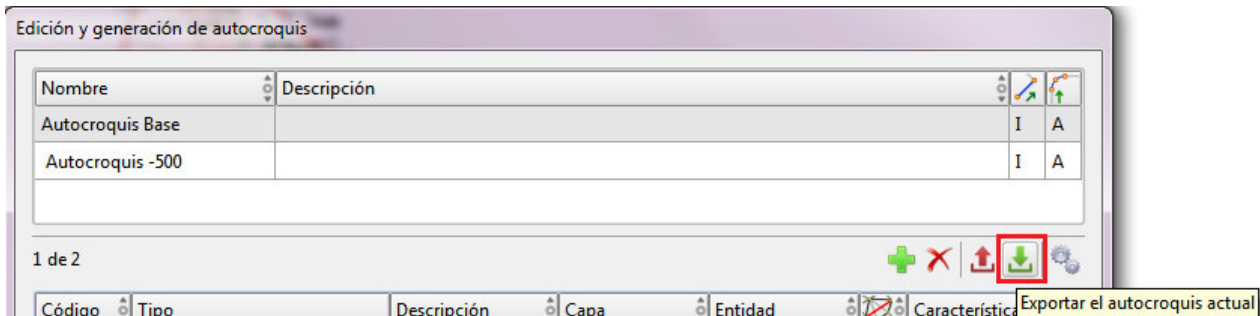 Edición y generación de autocroquis
Nombre Descripción
Autocroquis Base I A
Autocroquis -500 I A
1 de 2
Código Tipo Descripción Capa Entidad
Exportar el autocroquis actual